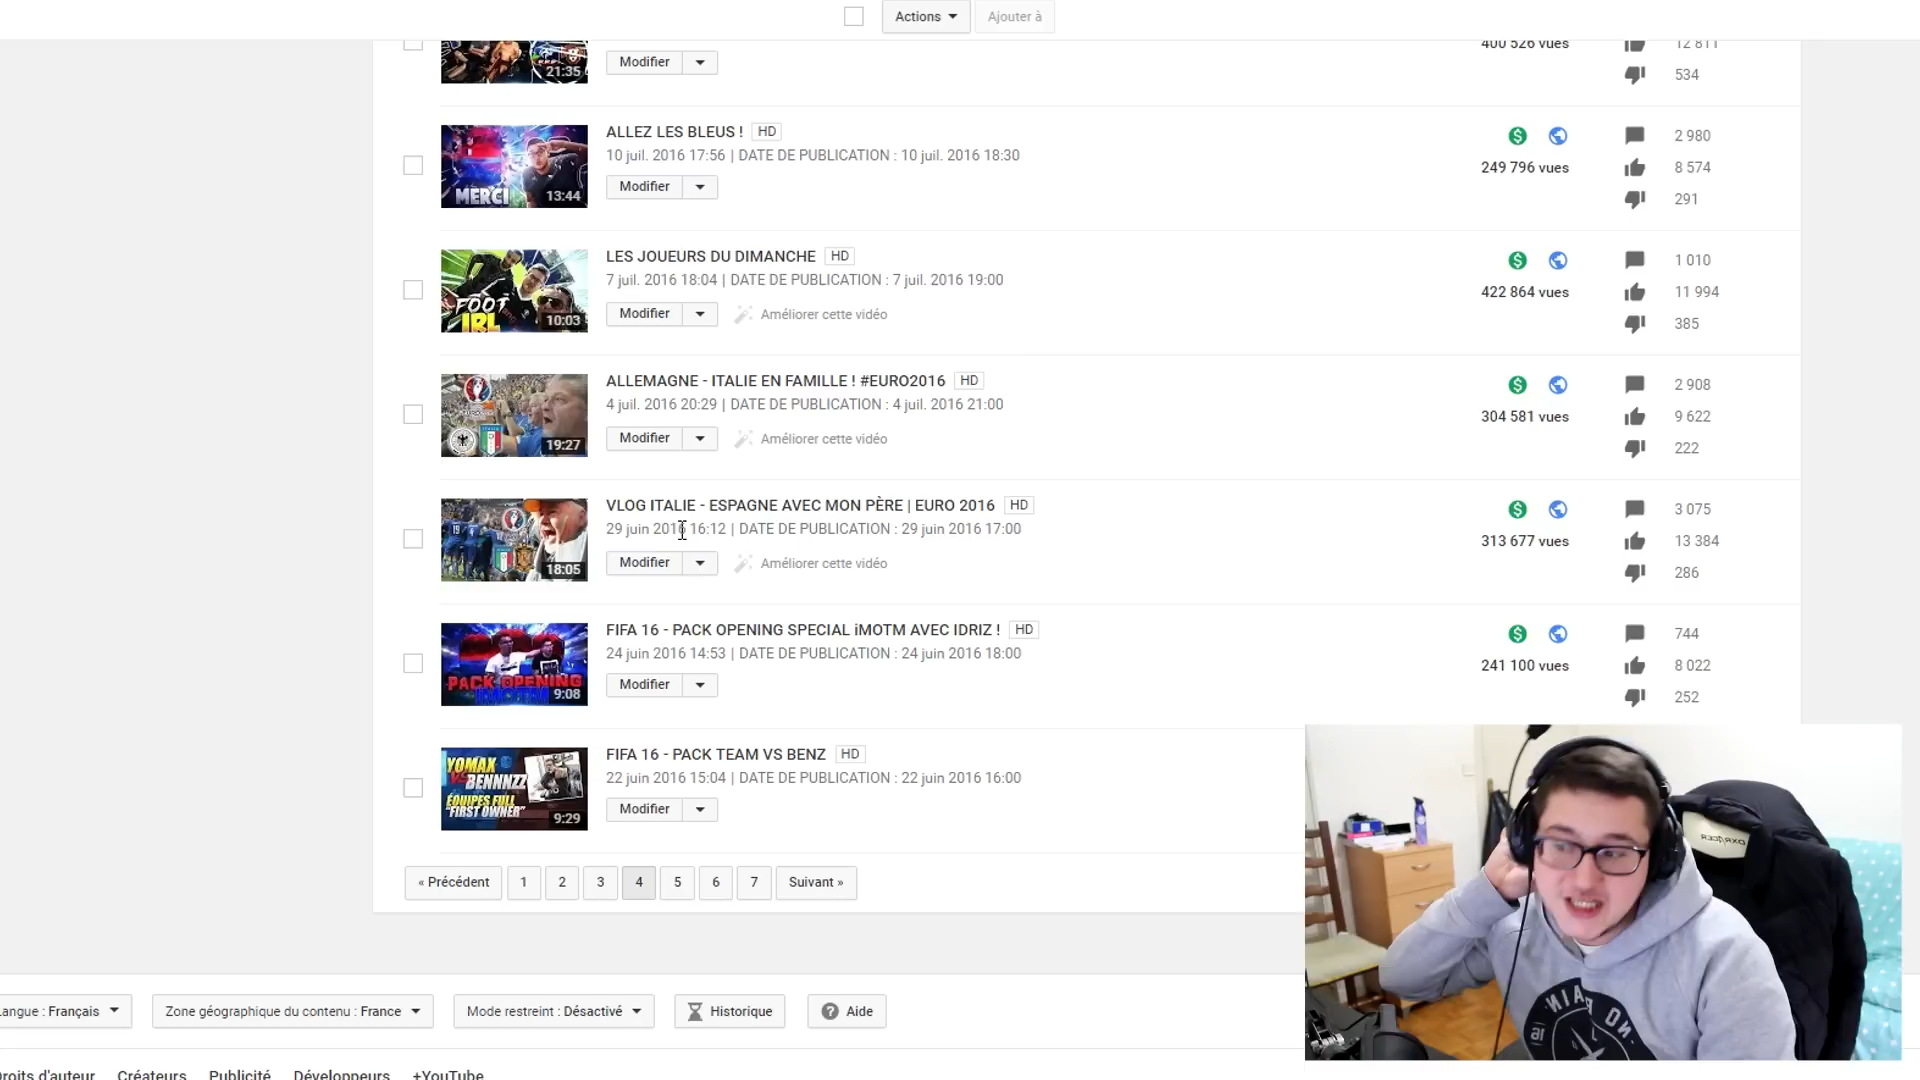 Actions
Ajouter à
21:35
Modifier
400 526 vues
12 811
534
MERCI
13:44
ALLEZ LES BLEUS ! HD
10 juil. 2016 17:56 | DATE DE PUBLICATION : 10 juil. 2016 18:30
Modifier
249 796 vues
2 980
8 574
291
FOOT
IRL
10:03
LES JOUEURS DU DIMANCHE HD
7 juil. 2016 18:04 | DATE DE PUBLICATION : 7 juil. 2016 19:00
Modifier
Améliorer cette vidéo
422 864 vues
1 010
11 994
385
19:27
ALLEMAGNE - ITALIE EN FAMILLE ! #EURO2016 HD
4 juil. 2016 20:29 | DATE DE PUBLICATION : 4 juil. 2016 21:00
Modifier
Améliorer cette vidéo
304 581 vues
2 908
9 622
222
18:05
VLOG ITALIE - ESPAGNE AVEC MON PÈRE | EURO 2016 HD
29 juin 2016 16:12 | DATE DE PUBLICATION : 29 juin 2016 17:00
Modifier
Améliorer cette vidéo
313 677 vues
3 075
13 384
286
PACK OPENING
iMOTM
9:08
FIFA 16 - PACK OPENING SPECIAL iMOTM AVEC IDRIZ ! HD
24 juin 2016 14:53 | DATE DE PUBLICATION : 24 juin 2016 18:00
Modifier
241 100 vues
744
8 022
252
YOMAX
VS BENNNZZ
ÉQUIPES FULL
"FIRST OWNER"
9:29
FIFA 16 - PACK TEAM VS BENZ HD
22 juin 2016 15:04 | DATE DE PUBLICATION : 22 juin 2016 16:00
Modifier
« Précédent 1 2 3 4 5 6 7 Suivant »
angue : Français
Zone géographique du contenu : France
Mode restreint : Désactivé
Historique
Aide
roits d'auteur Créateurs Publicité Développeurs +YouTube